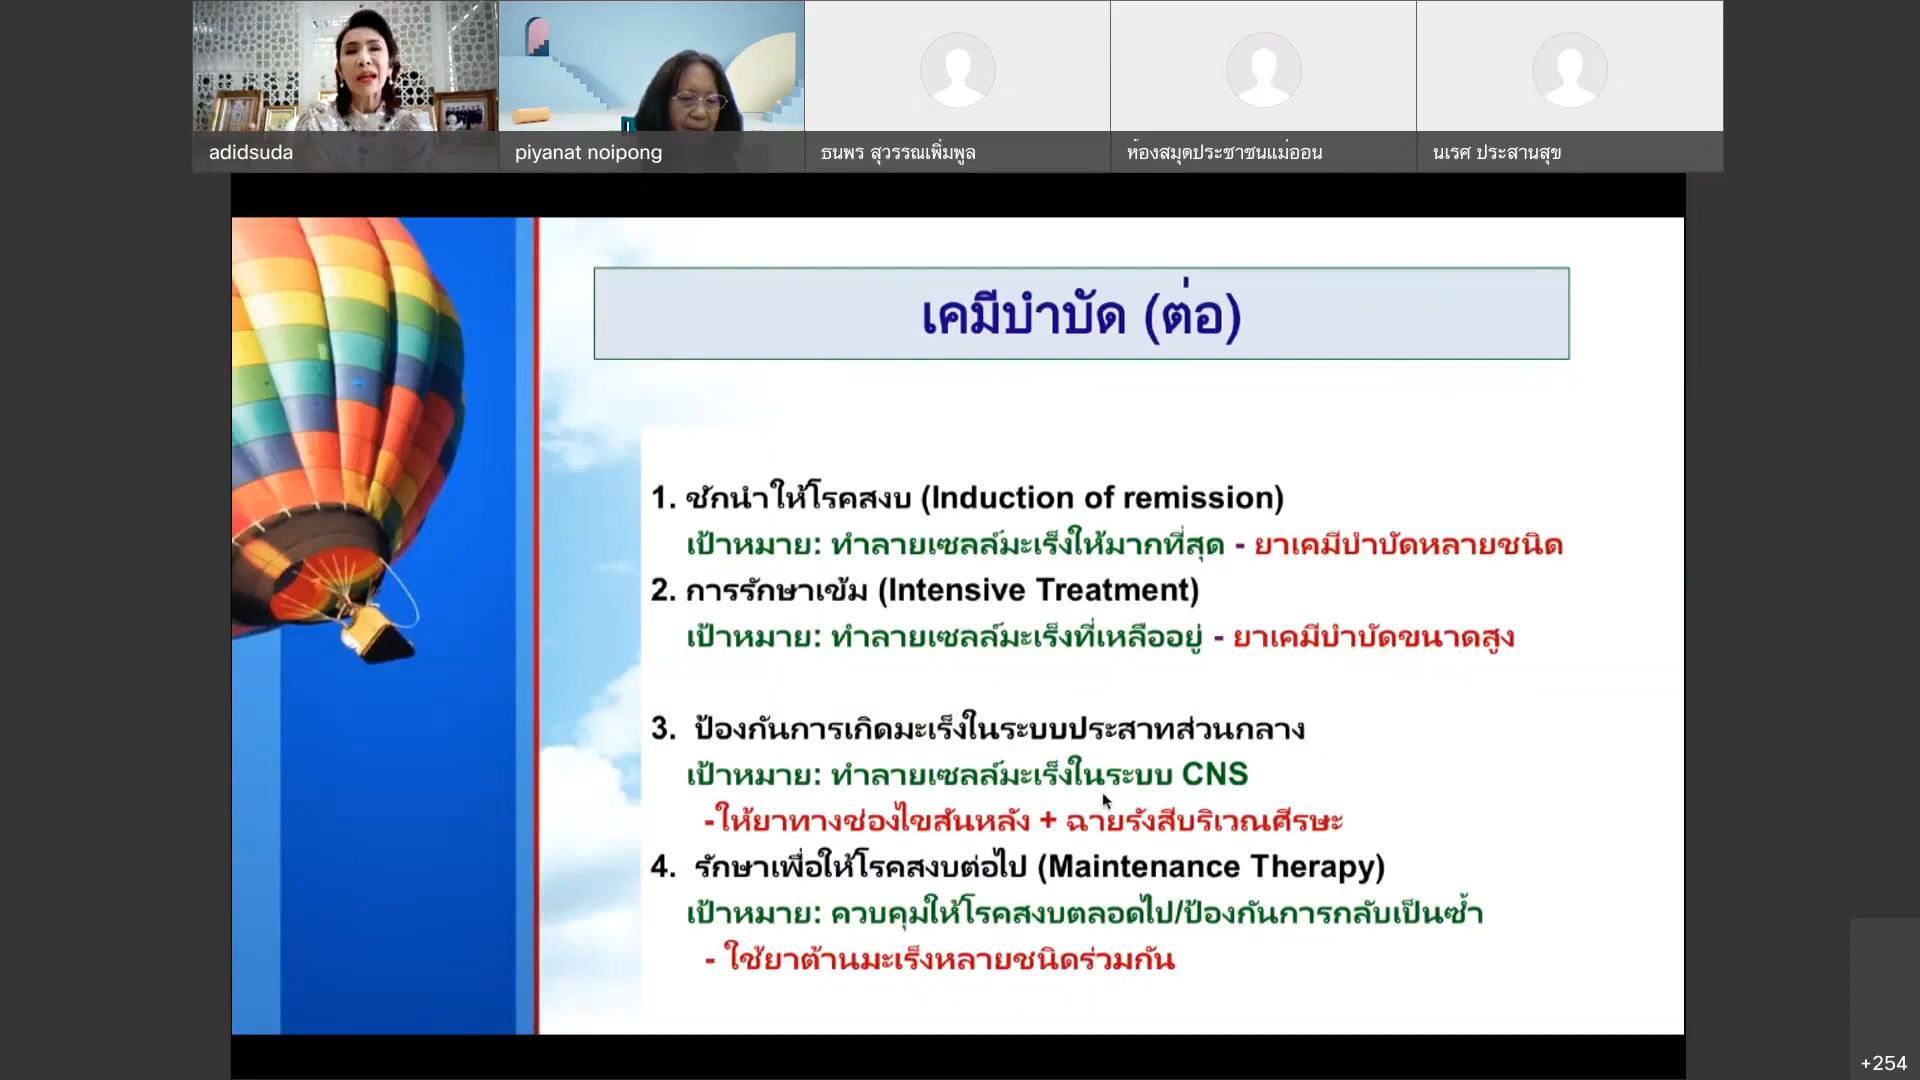 adidsuda
piyanat noipong
ธนพร สุวรรณเพิ่มพูล
ห้องสมุดประชาชนแม่ออน
นเรศ ประสานสุข
เคมีบำบัด (ต่อ)
1. ชักนำให้โรคสงบ (Induction of remission)
เป้าหมาย: ทำลายเซลล์มะเร็งให้มากที่สุด - ยาเคมีบำบัดหลายชนิด
2. การรักษาเข้ม (Intensive Treatment)
เป้าหมาย: ทำลายเซลล์มะเร็งที่เหลืออยู่ - ยาเคมีบำบัดขนาดสูง
3. ป้องกันการเกิดมะเร็งในระบบประสาทส่วนกลาง
เป้าหมาย: ทำลายเซลล์มะเร็งในระบบ CNS
-ให้ยาทางช่องไขสันหลัง + ฉายรังสีบริเวณศีรษะ
4. รักษาเพื่อให้โรคสงบต่อไป (Maintenance Therapy)
เป้าหมาย: ควบคุมให้โรคสงบตลอดไป/ป้องกันการกลับเป็นซ้ำ
- ใช้ยาต้านมะเร็งหลายชนิดร่วมกัน
+254